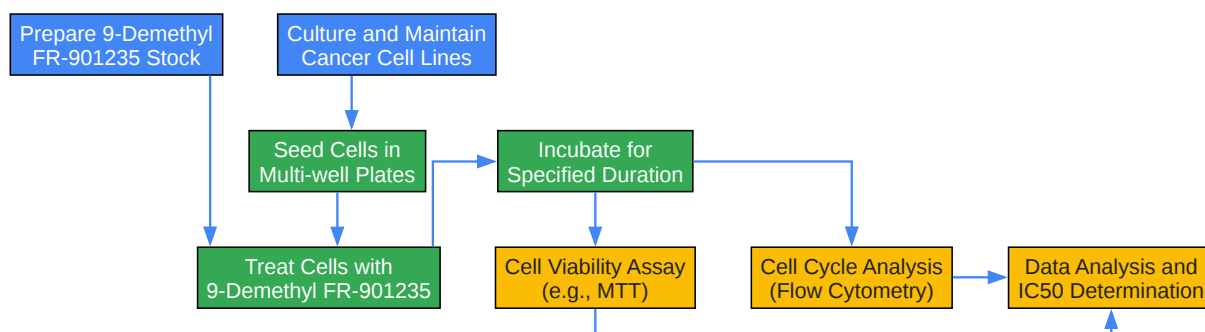 Prepare 9-Demethyl
FR-901235 Stock
Culture and Maintain
Cancer Cell Lines
Seed Cells in
Multi-well Plates
Incubate for
Specified Duration
Treat Cells with
9-Demethyl FR-901235
Cell Viability Assay
(e.g., MTT)
Cell Cycle Analysis
(Flow Cytometry)
Data Analysis and
IC50 Determination